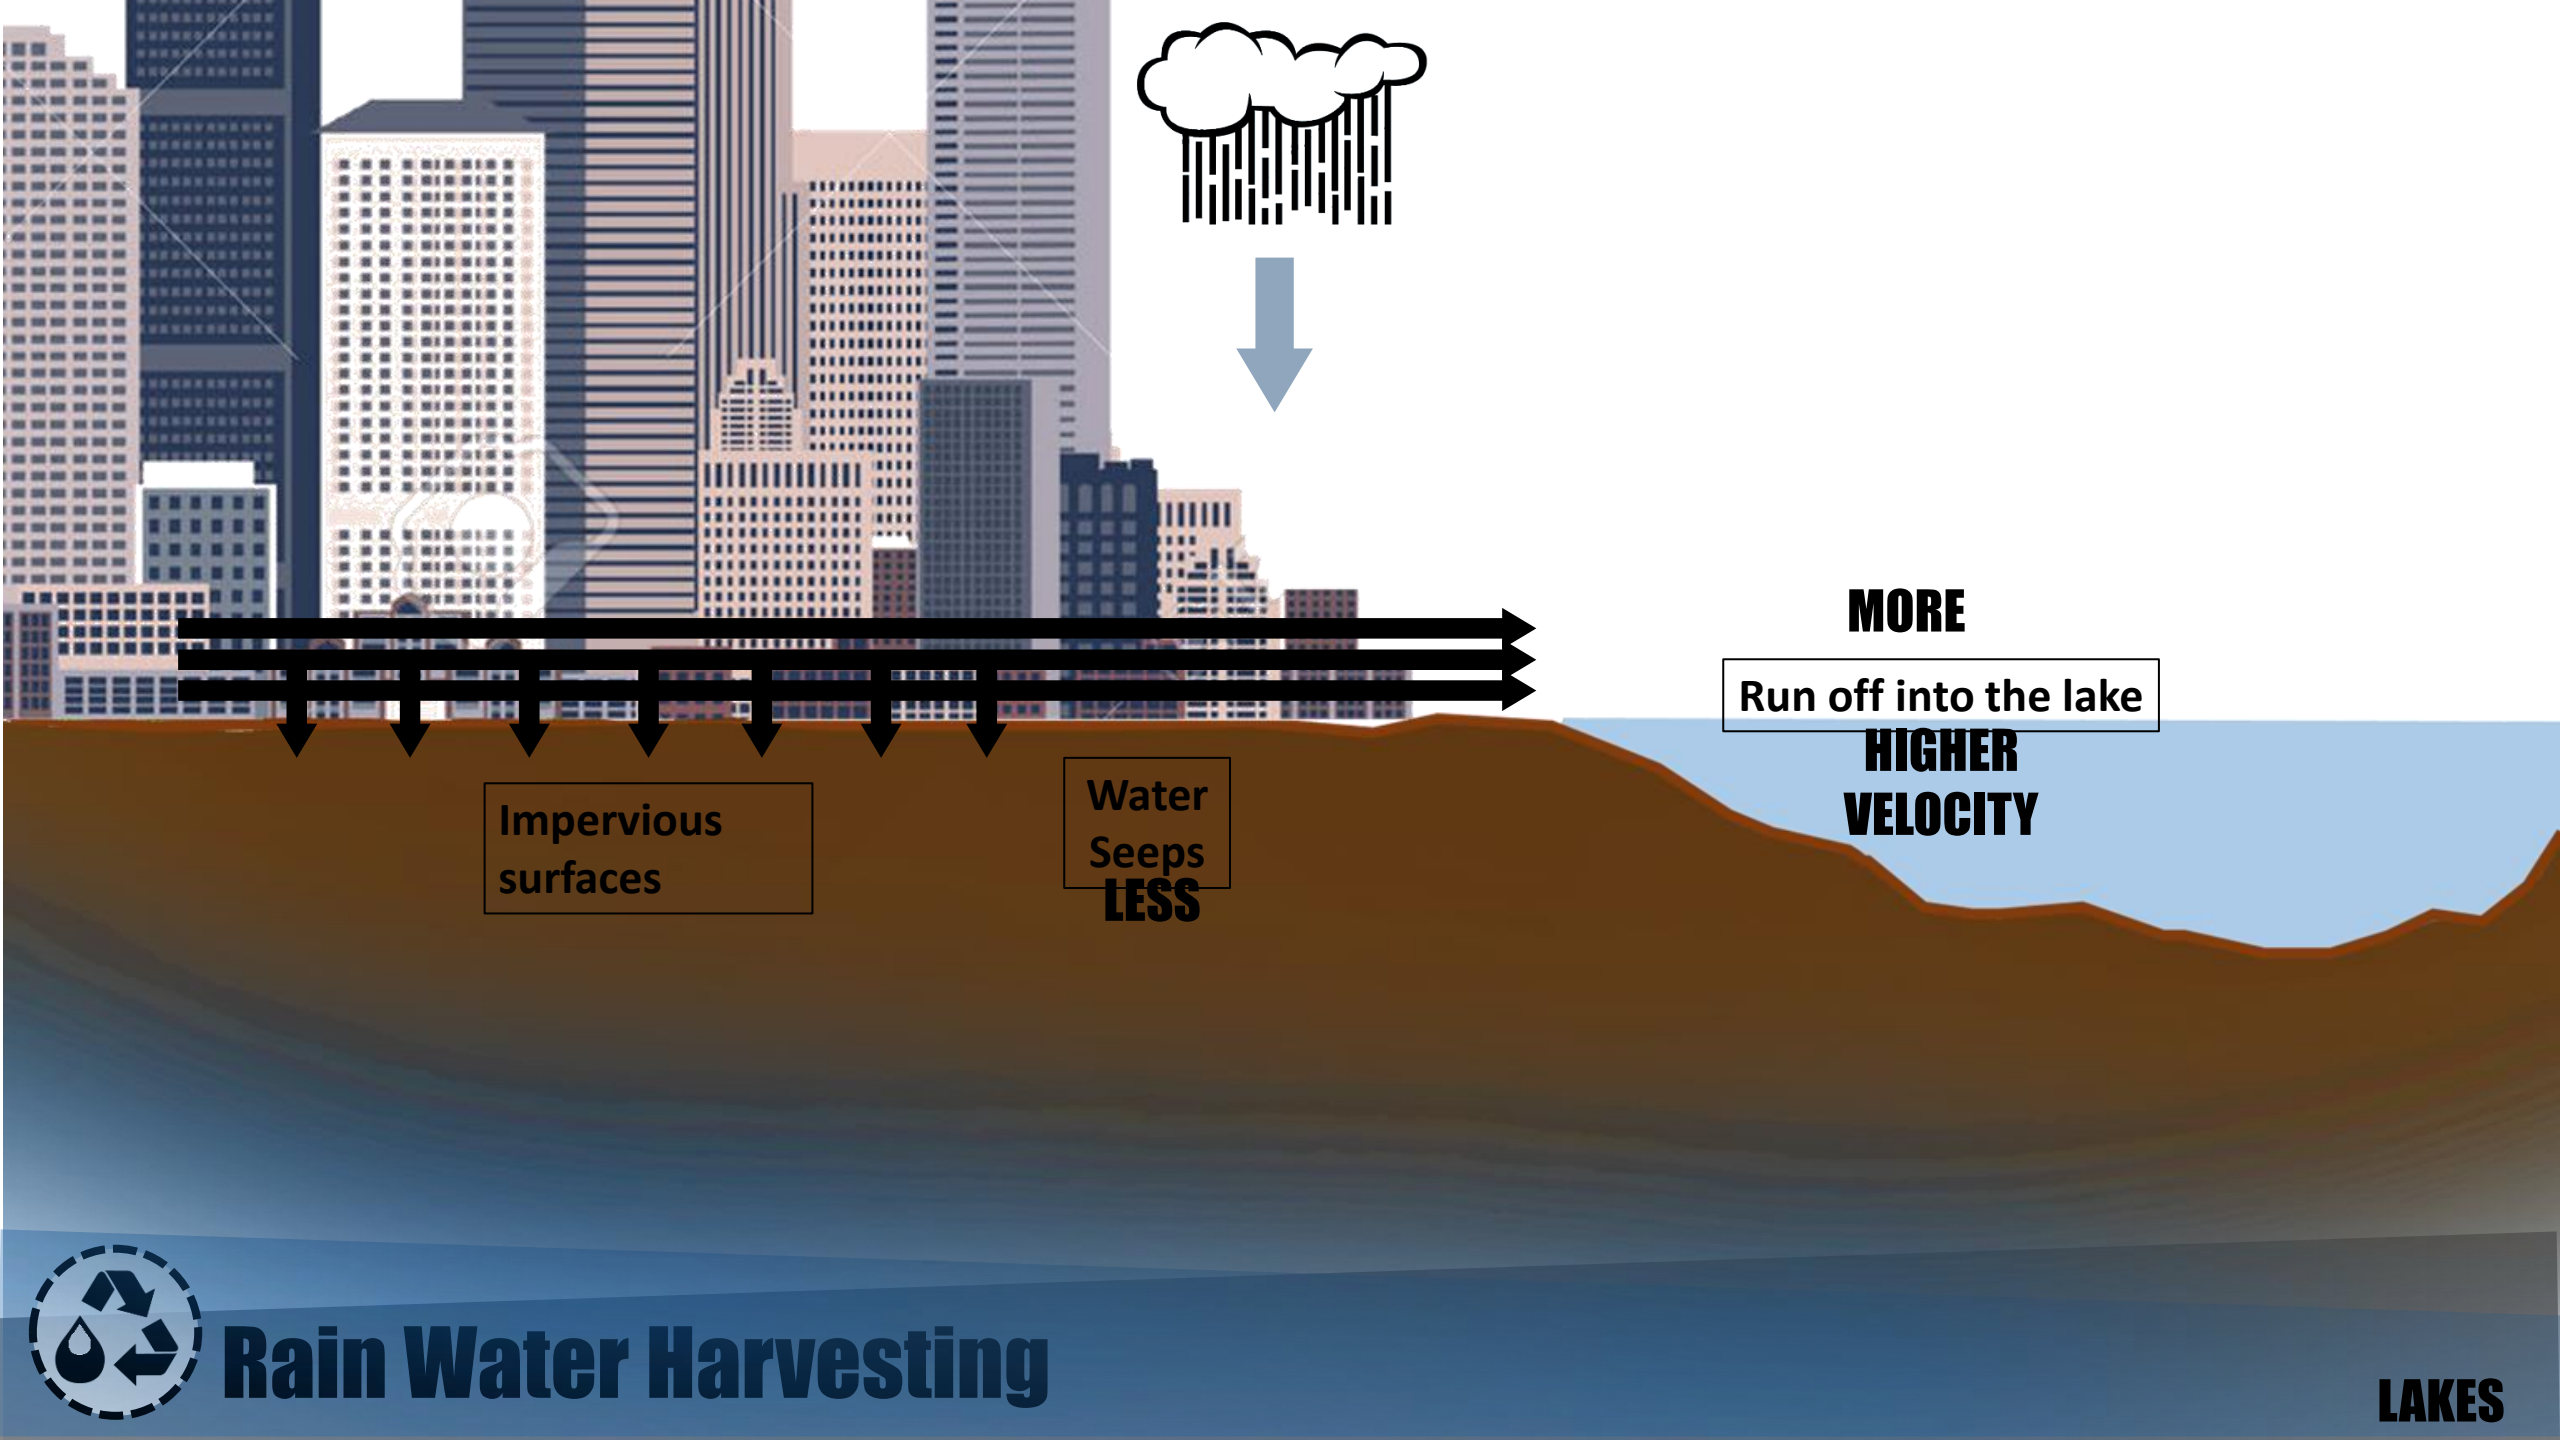 MORE
Run off into the lake
HIGHER
VELOCITY
Impervious
surfaces
Water
Seeps
LESS
Rain Water Harvesting
LAKES